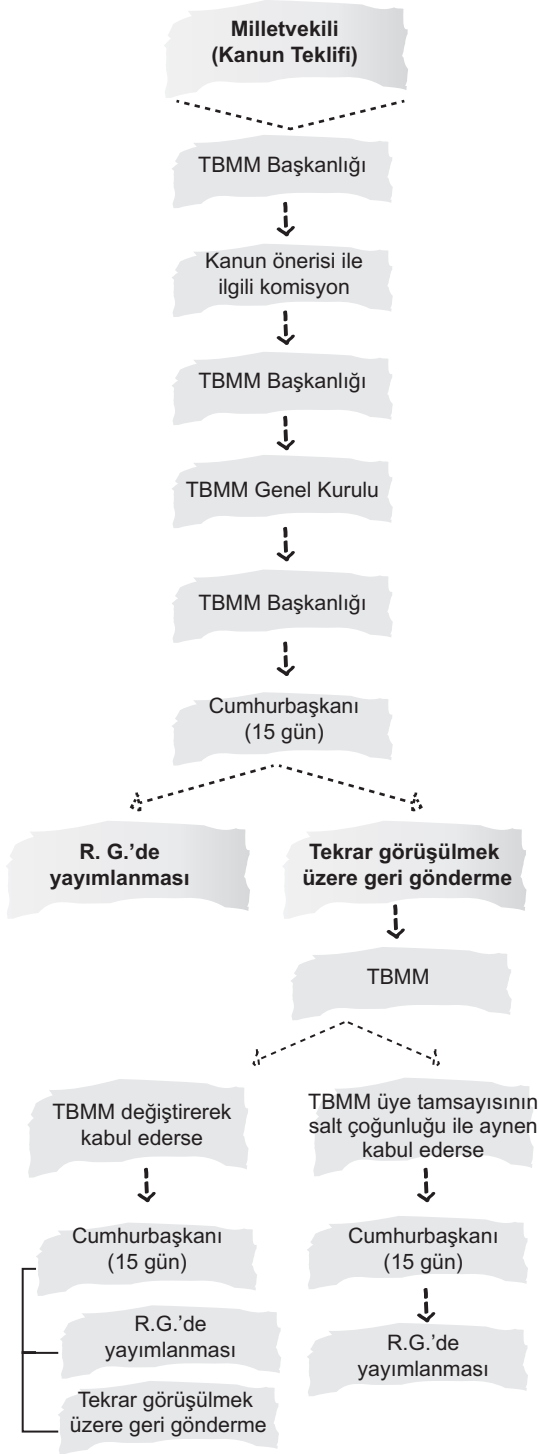 Milletvekili
(Kanun Teklifi)
TBMM Başkanlığı
Kanun önerisi ile
ilgili komisyon
TBMM Başkanlığı
TBMM Genel Kurulu
TBMM Başkanlığı
Cumhurbaşkanı
(15 gün)
R. G.’de
yayımlanması
Tekrar görüşülmek
üzere geri gönderme
TBMM
TBMM değiştirerek
kabul ederse
Cumhurbaşkanı
(15 gün)
R.G.’de
yayımlanması
Tekrar görüşülmek
üzere geri gönderme
TBMM üye tamsayısının
salt çoğunluğu ile aynen
kabul ederse
Cumhurbaşkanı
(15 gün)
R.G.’de
yayımlanması